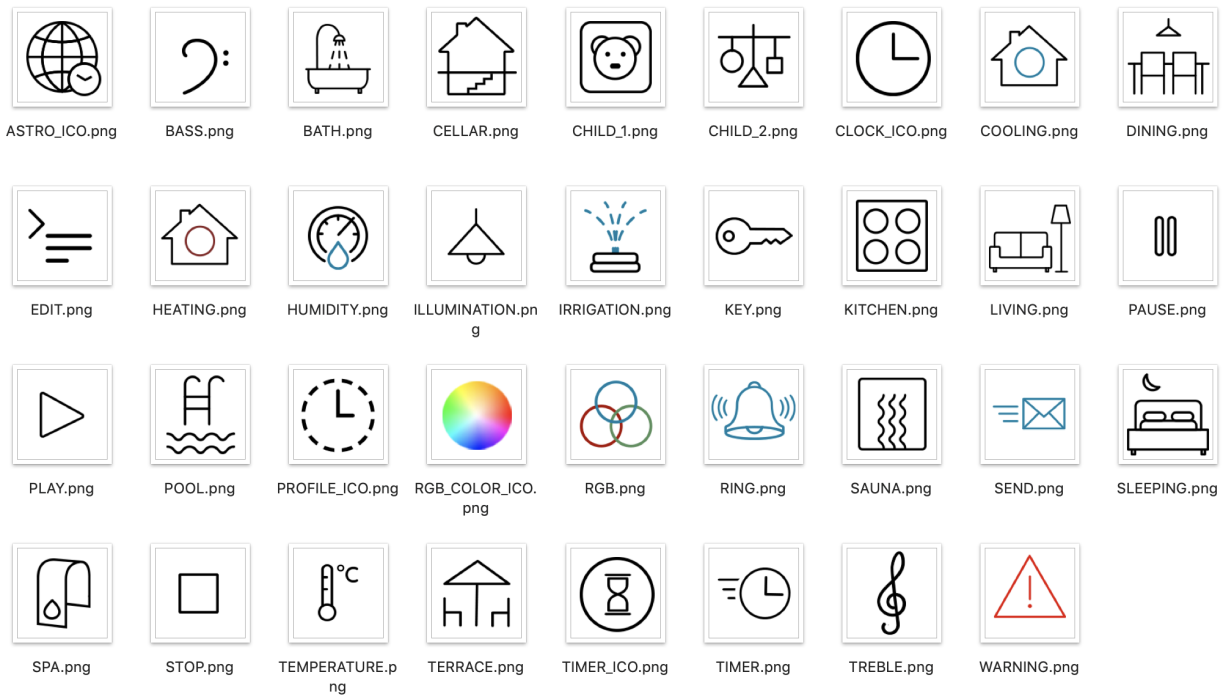 ASTRO_ICO.png
BASS.png
BATH.png
CELLAR.png
CHILD_1.png
CHILD_2.png
CLOCK_ICO.png
COOLING.png
DINING.png
EDIT.png
HEATING.png
HUMIDITY.png
ILLUMINATION.pn
g
IRRIGATION.png
KEY.png
KITCHEN.png
LIVING.png
PAUSE.png
PLAY.png
POOL.png
PROFILE_ICO.png
RGB_COLOR_ICO.
png
RGB.png
RING.png
SAUNA.png
SEND.png
SLEEPING.png
SPA.png
STOP.png
°C
TEMPERATURE.p
ng
TERRACE.png
TIMER_ICO.png
TIMER.png
TREBLE.png
!
WARNING.png